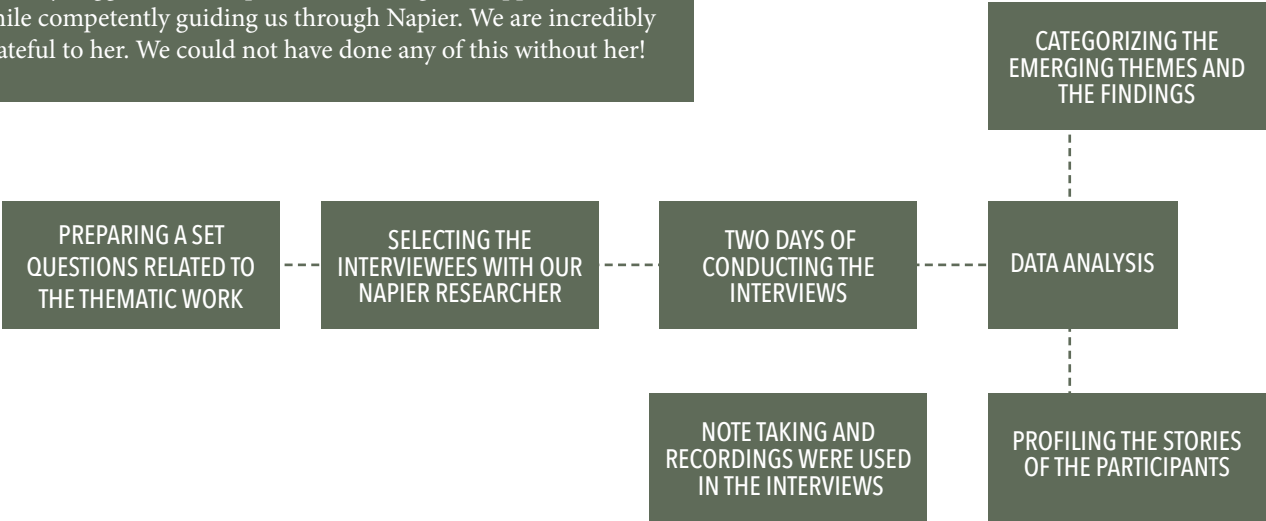 while competently guiding us through Napier. We are incredibly
grateful to her. We could not have done any of this without her!
CATEGORIZING THE
EMERGING THEMES AND
THE FINDINGS
PREPARING A SET
QUESTIONS RELATED TO
THE THEMATIC WORK
SELECTING THE
INTERVIEWEES WITH OUR
NAPIER RESEARCHER
TWO DAYS OF
CONDUCTING THE
INTERVIEWS
DATA ANALYSIS
NOTE TAKING AND
RECORDINGS WERE USED
IN THE INTERVIEWS
PROFILING THE STORIES
OF THE PARTICIPANTS